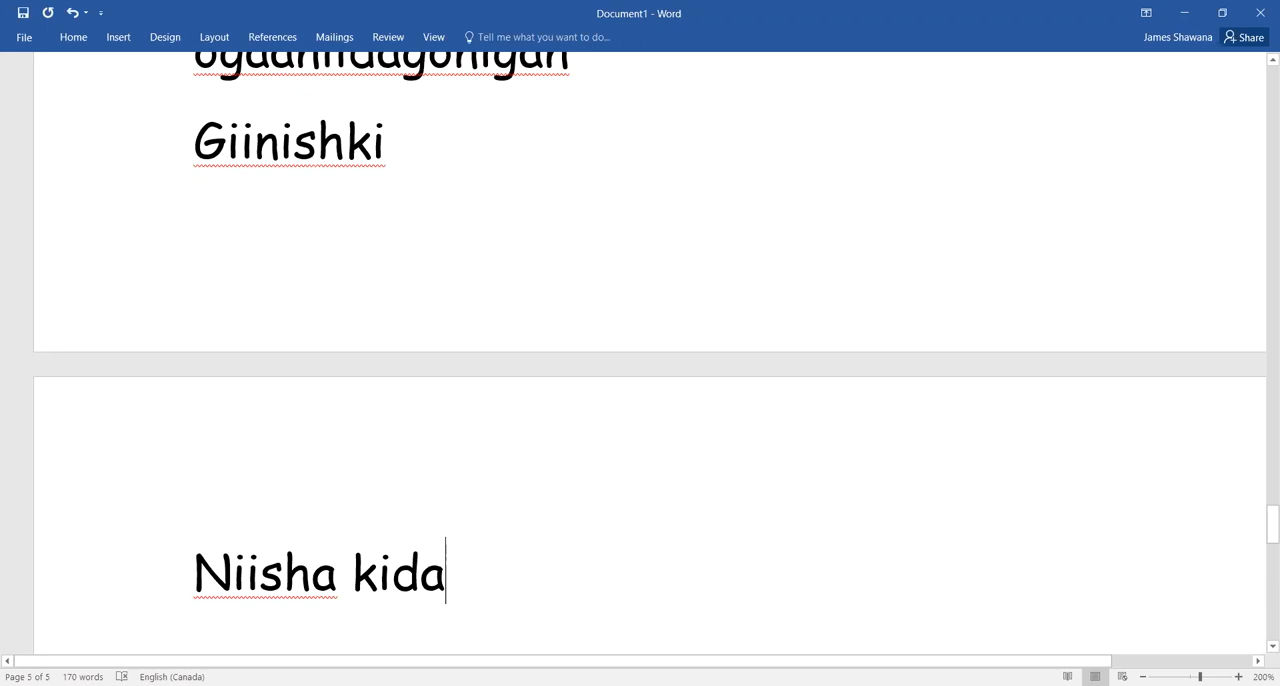 Document1 - Word
File Home Insert Design Layout References Mailings Review View Tell me what you want to do... James Shawana Share
Giinishki
Niisha kida
Page 5 of 5 170 words English (Canada) 200%